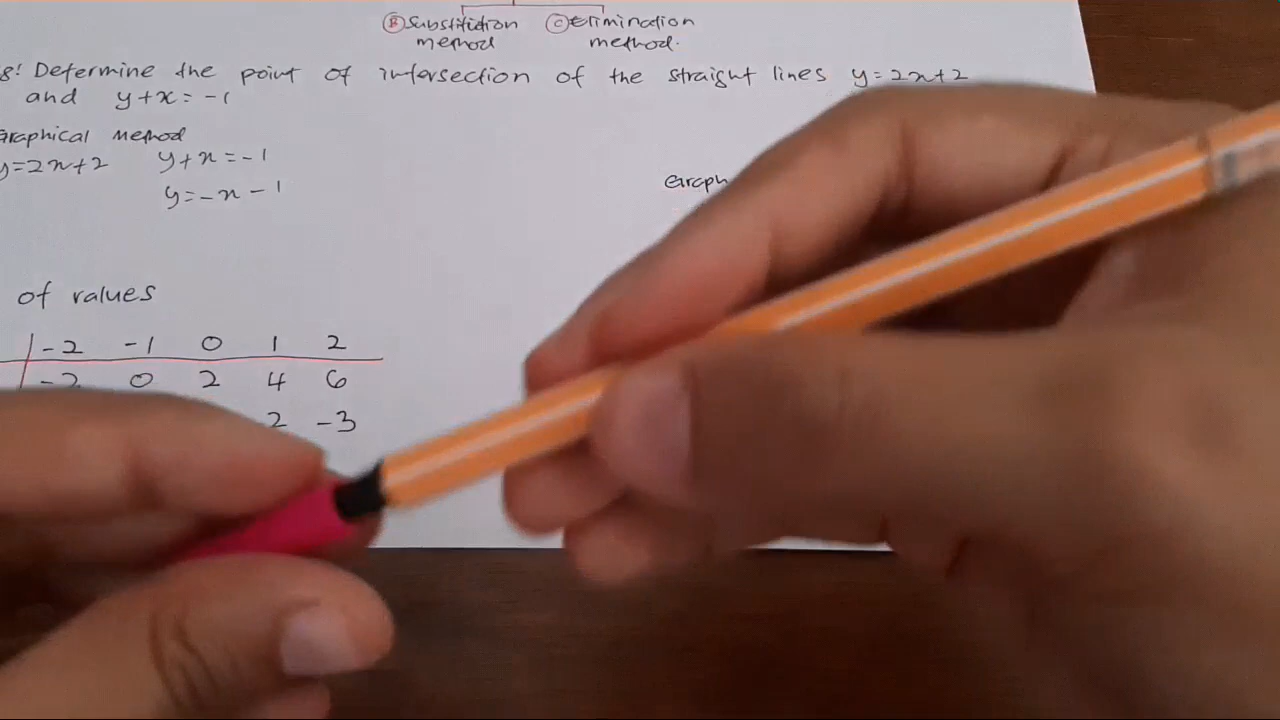 Ⓑ Substitution method
Ⓒ Elimination method.
8! Determine the point of intersection of the straight lines y=2x+2
and y+x=-1
Graphical method
y=2x+2 y+x=-1
y=-x-1
Graph
of values
-2 -1 0 1 2
-2 0 2 4 6
2 -3